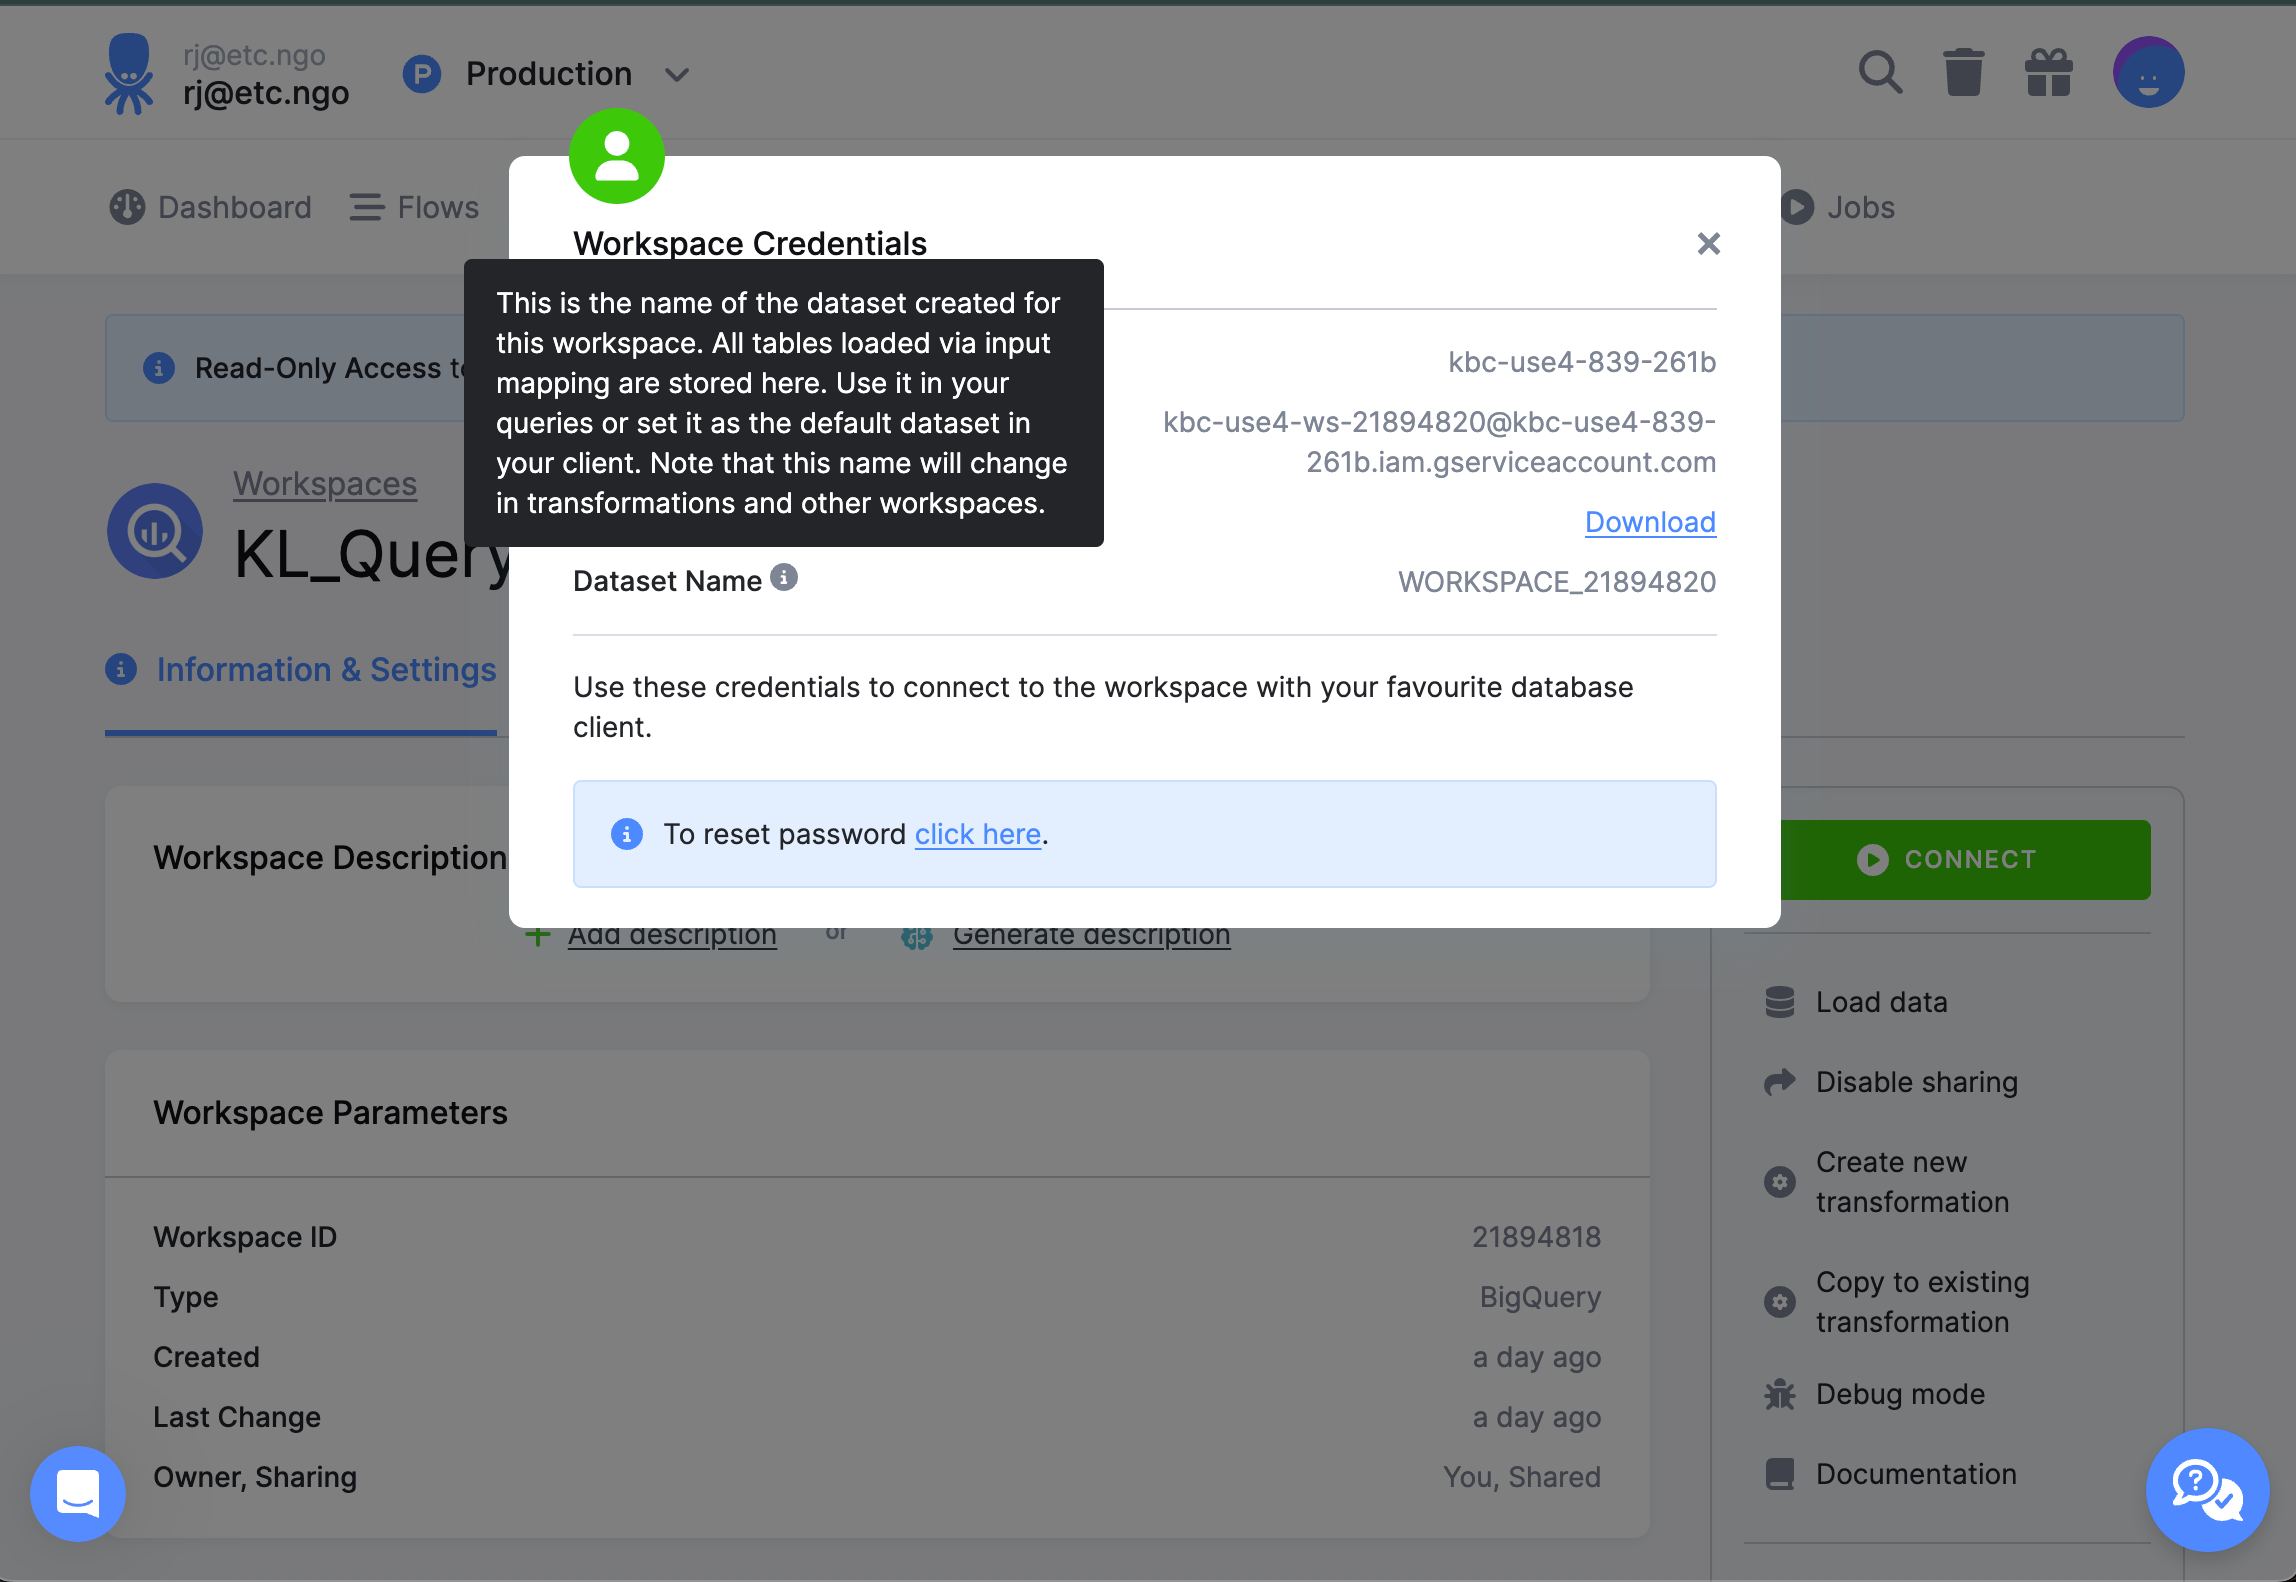 rj@etc.ngo
rj@etc.ngo
P
Production
Dashboard
Flows
Jobs
Workspace Credentials
This is the name of the dataset created for
this workspace. All tables loaded via input
mapping are stored here. Use it in your
queries or set it as the default dataset in
your client. Note that this name will change
in transformations and other workspaces.
kbc-use4-839-261b
kbc-use4-ws-21894820@kbc-use4-839-
261b.iam.gserviceaccount.com
Download
Dataset Name
WORKSPACE_21894820
Use these credentials to connect to the workspace with your favourite database
client.
To reset password click here.
Read-Only Access
Workspaces
KL_Query
Information & Settings
Workspace Description
Add description or Generate description
Workspace Parameters
Workspace ID 21894818
Type BigQuery
Created a day ago
Last Change a day ago
Owner, Sharing You, Shared
CONNECT
Load data
Disable sharing
Create new
transformation
Copy to existing
transformation
Debug mode
Documentation